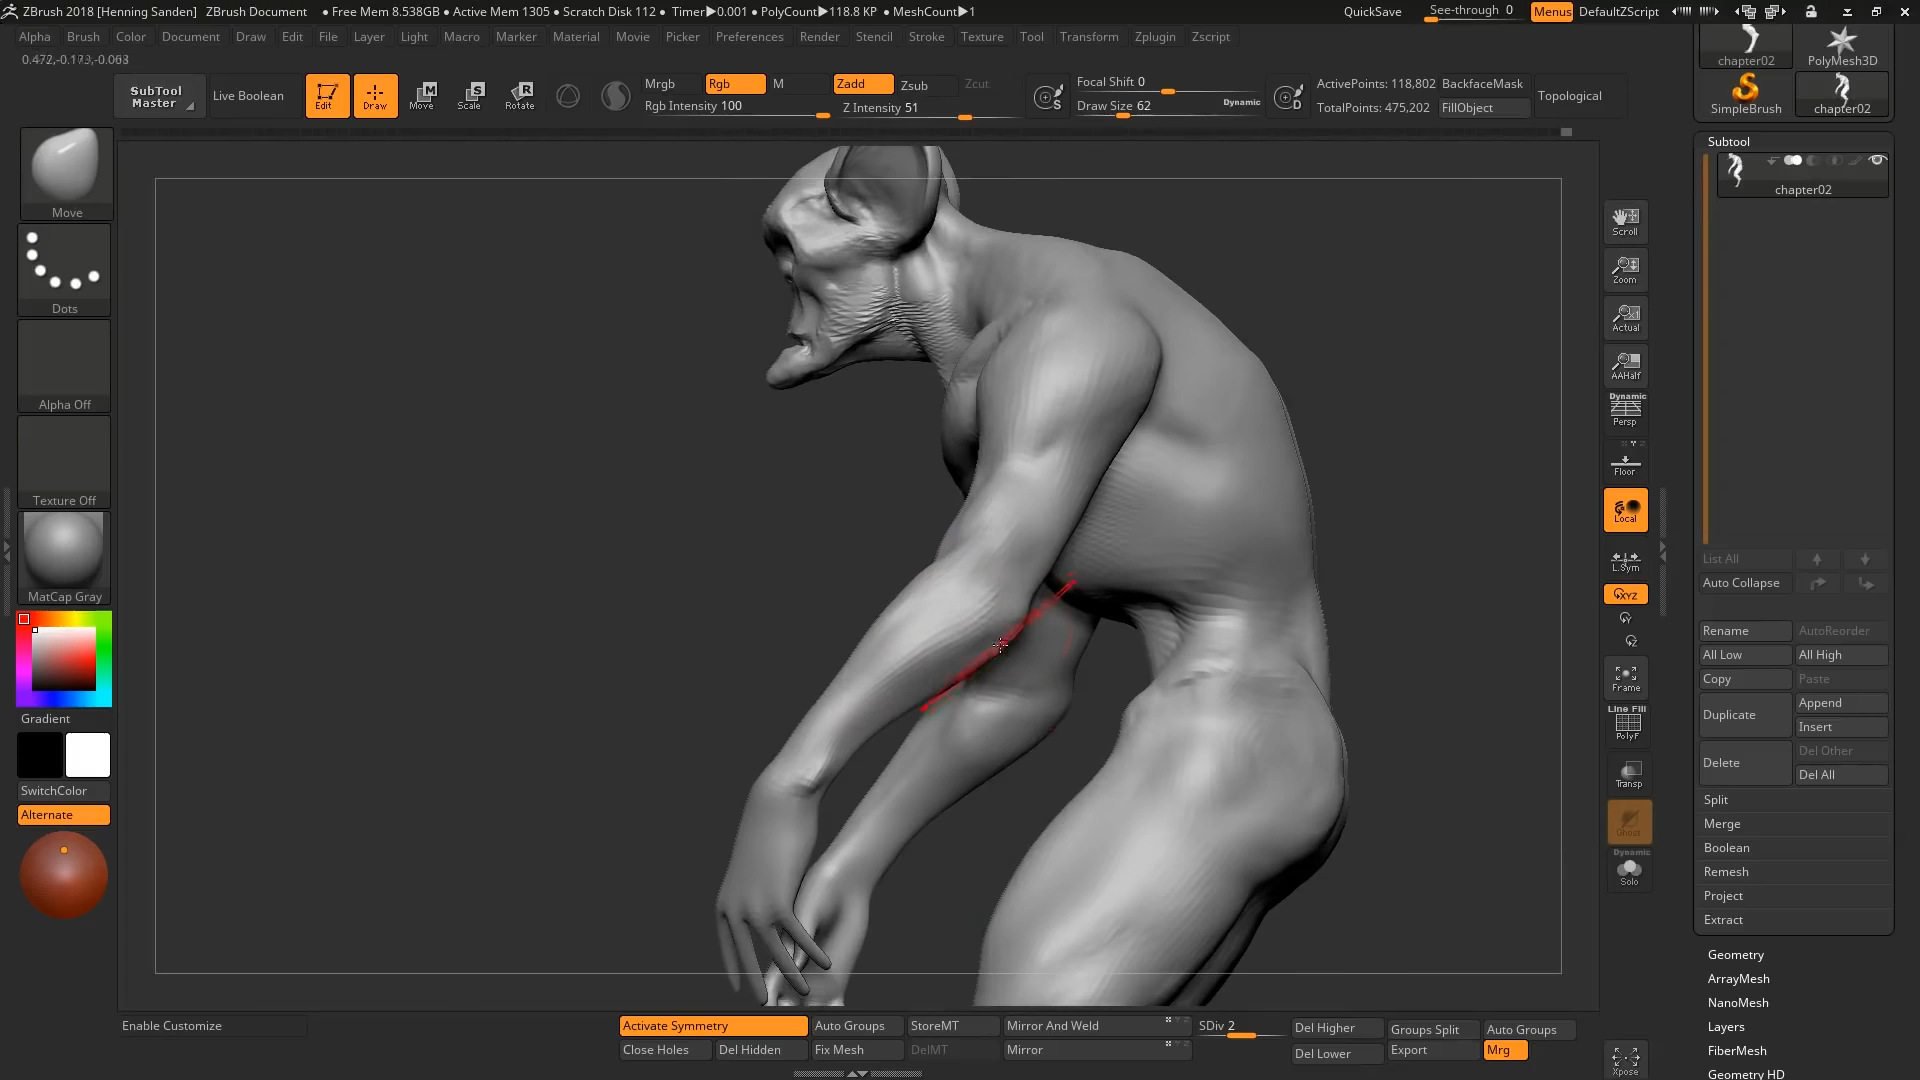 ZBrush 2018 [Henning Sanden] ZBrush Document • Free Mem 8.538GB • Active Mem 1305 • Scratch Disk 112 • Timer▶0.001 • PolyCount▶118.8 KP • MeshCount▶1 QuickSave See-through 0 Menus DefaultZScript
Alpha Brush Color Document Draw Edit File Layer Light Macro Marker Material Movie Picker Preferences Render Stencil Stroke Texture Tool Transform Zplugin Zscript
SubTool
Master
Live Boolean
Edit
Draw
Move
Scale
Rotate
Mrgb Rgb M Zadd Zsub Zcut
Rgb Intensity 100 Z Intensity 51
S
Focal Shift 0
Draw Size 62 Dynamic
D
ActivePoints: 118,802 BackfaceMask
TotalPoints: 475,202 FillObject
Topological
Move
Dots
Alpha Off
Texture Off
MatCap Gray
Gradient
SwitchColor
Alternate
Scroll
Zoom
Actual
AAHalf
Dynamic
Persp
Floor
Local
L.Sym
XYZ
Y
Z
Frame
Line Fill
PolyF
Transp
Ghost
Dynamic
Solo
Xpose
chapter02 PolyMesh3D
SimpleBrush chapter02
Subtool
chapter02
List All
Auto Collapse
Rename AutoReorder
All Low All High
Copy Paste
Duplicate Append
Insert
Delete Del Other
Del All
Split
Merge
Boolean
Remesh
Project
Extract
Geometry
ArrayMesh
NanoMesh
Layers
FiberMesh
Geometry HD
Enable Customize
Activate Symmetry Auto Groups StoreMT Mirror And Weld SDiv 2 Del Higher Groups Split Auto Groups
Close Holes Del Hidden Fix Mesh DelMT Mirror Del Lower Export Mrg